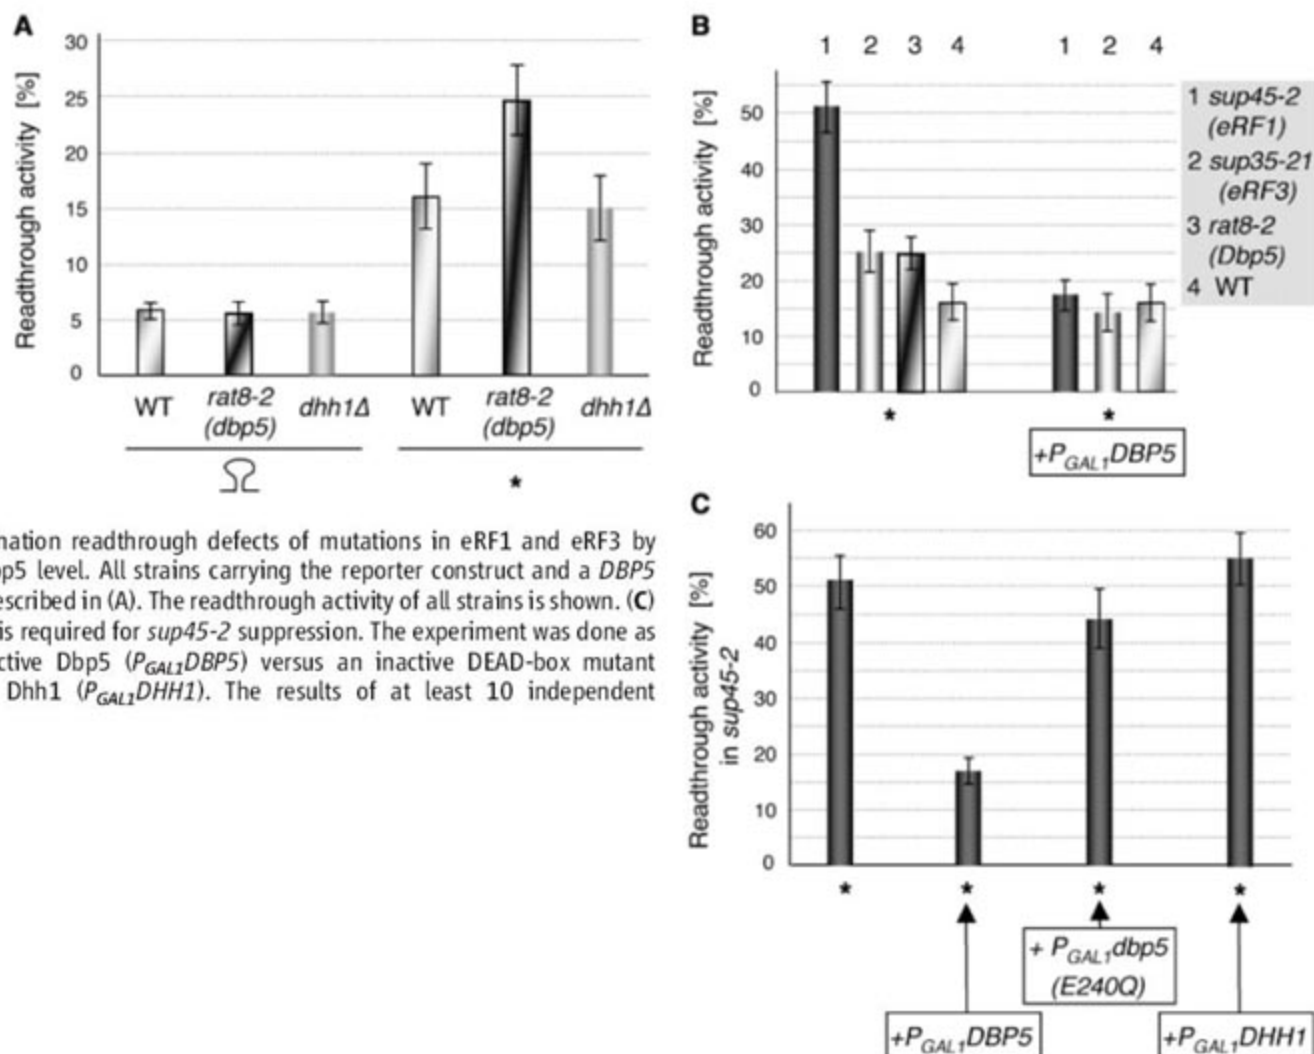 A
Readthrough activity [%]
30
25
20
15
10
5
0
WT
rat8-2
(dbp5)
dhh1Δ
WT
rat8-2
(dbp5)
dhh1Δ
*
B
1 2 3 4 1 2 4
Readthrough activity [%]
50
40
30
20
10
0
* *
+PGAL1DBP5
1 sup45-2
(eRF1)
2 sup35-21
(eRF3)
3 rat8-2
(Dbp5)
4 WT
nation readthrough defects of mutations in eRF1 and eRF3 by
p5 level. All strains carrying the reporter construct and a DBP5
escribed in (A). The readthrough activity of all strains is shown. (C)
is required for sup45-2 suppression. The experiment was done as
ctive Dbp5 (PGAL1DBP5) versus an inactive DEAD-box mutant
Dhh1 (PGAL1DHH1). The results of at least 10 independent
C
Readthrough activity [%]
in sup45-2
60
50
40
30
20
10
0
* * * *
+ PGAL1dbp5
(E240Q)
+PGAL1DBP5
+PGAL1DHH1